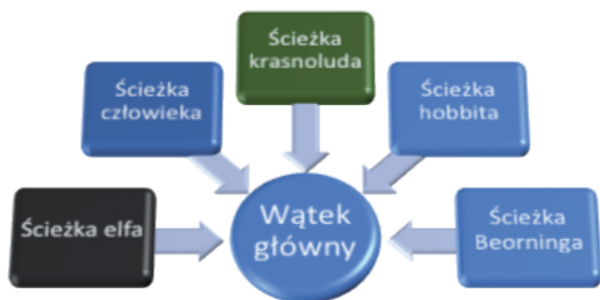 Ścieżka
krasnoluda
Ścieżka
człowieka
Ścieżka
hobbita
Ścieżka elfa
Wątek
główny
Ścieżka
Beorninga